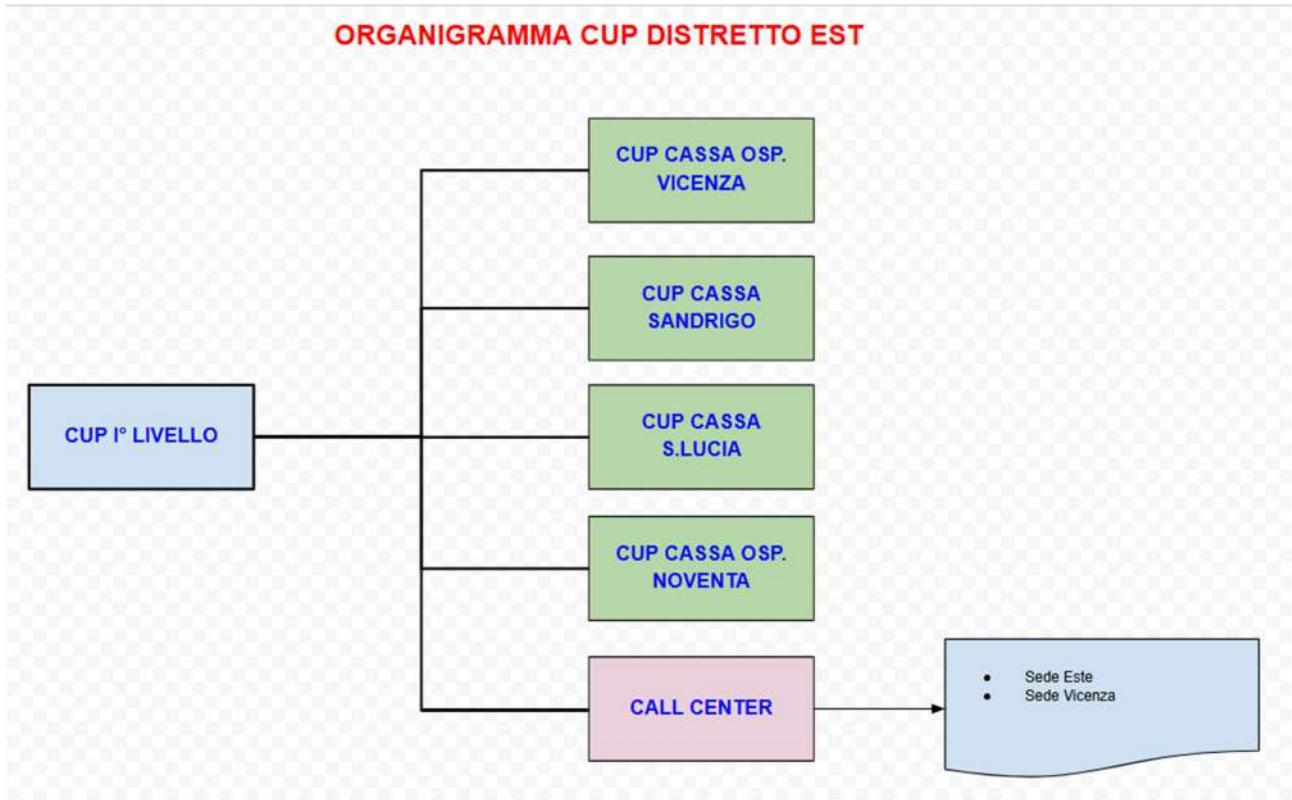 ORGANIGRAMMA CUP DISTRETTO EST
CUP CASSA OSP.
VICENZA
CUP CASSA
SANDRIGO
CUP I° LIVELLO
CUP CASSA
S.LUCIA
CUP CASSA OSP.
NOVENTA
CALL CENTER
● Sede Este
● Sede Vicenza